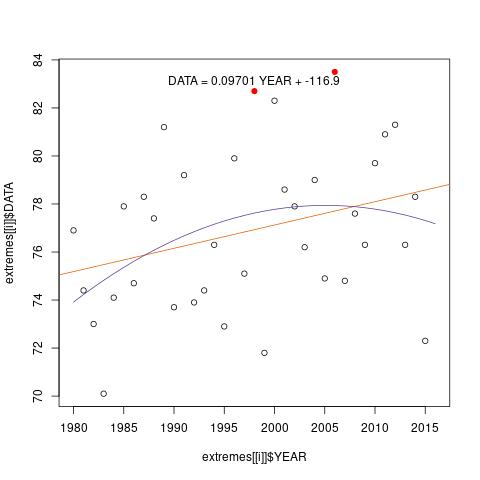 DATA = 0.09701 YEAR + -116.9
84
82
80
78
76
74
72
70
extremes[[i]]$DATA
1980 1985 1990 1995 2000 2005 2010 2015
extremes[[i]]$YEAR